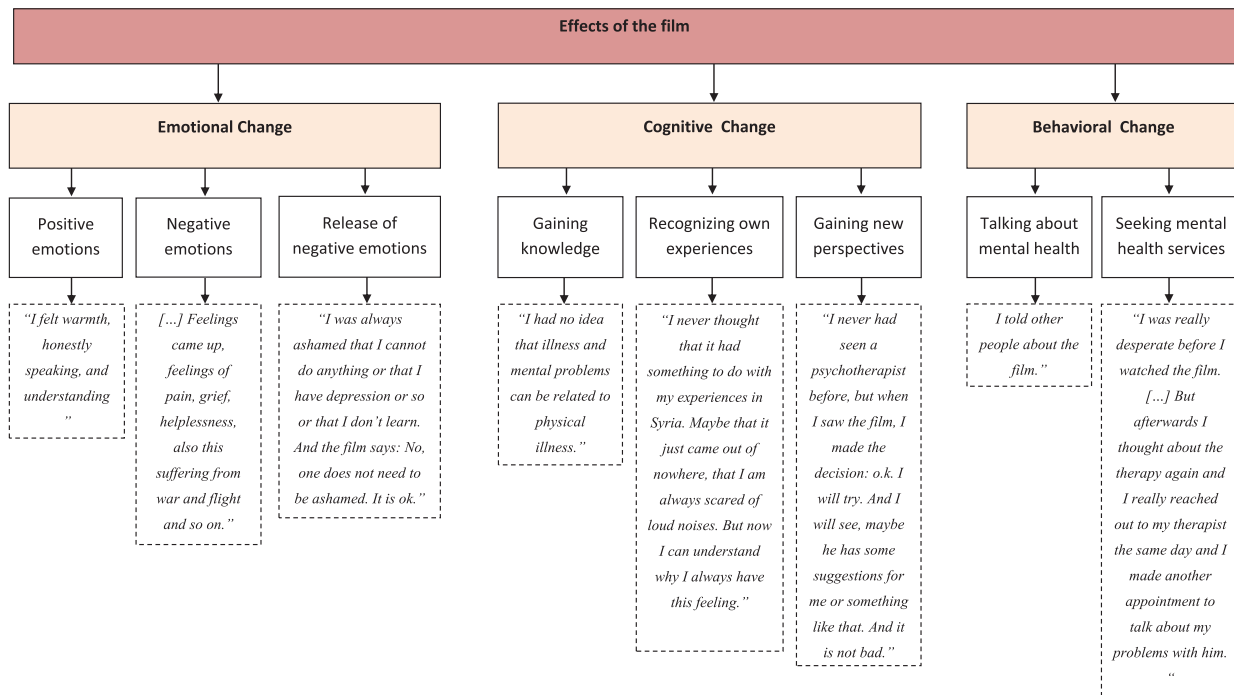 Effects of the film
Emotional Change
Cognitive Change
Behavioral Change
Positive
emotions
Negative
emotions
Release of
negative emotions
Gaining
knowledge
Recognizing own
experiences
Gaining new
perspectives
Talking about
mental health
Seeking mental
health services
“I felt warmth,
honestly
speaking, and
understanding
”
[...] Feelings
came up,
feelings of
pain, grief,
helplessness,
also this
suffering from
war and flight
and so on.”
“I was always
ashamed that I cannot
do anything or that I
have depression or so
or that I don’t learn.
And the film says: No,
one does not need to
be ashamed. It is ok.”
“I had no idea
that illness and
mental problems
can be related to
physical
illness.”
“I never thought
that it had
something to do with
my experiences in
Syria. Maybe that it
just came out of
nowhere, that I am
always scared of
loud noises. But now
I can understand
why I always have
this feeling.”
“I never had
seen a
psychotherapist
before, but when
I saw the film, I
made the
decision: o.k. I
will try. And I
will see, maybe
he has some
suggestions for
me or something
like that. And it
is not bad.”
I told other
people about the
film.”
“I was really
desperate before I
watched the film.
[...] But
afterwards I
thought about the
therapy again and
I really reached
out to my therapist
the same day and I
made another
appointment to
talk about my
problems with him.
“